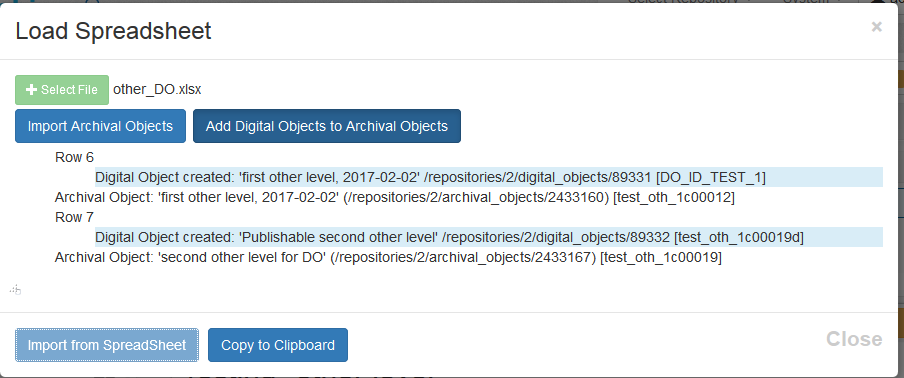 Load Spreadsheet
×
+ Select File other_DO.xlsx
Import Archival Objects Add Digital Objects to Archival Objects
Row 6
Digital Object created: 'first other level, 2017-02-02' /repositories/2/digital_objects/89331 [DO_ID_TEST_1]
Archival Object: 'first other level, 2017-02-02' (/repositories/2/archival_objects/2433160) [test_oth_1c00012]
Row 7
Digital Object created: 'Publishable second other level' /repositories/2/digital_objects/89332 [test_oth_1c00019d]
Archival Object: 'second other level for DO' (/repositories/2/archival_objects/2433167) [test_oth_1c00019]
Import from SpreadSheet Copy to Clipboard Close